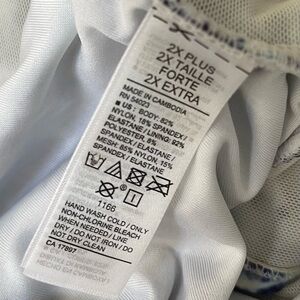 2X PLUS
2X TAILLE
FORTE
2X EXTRA
MADE IN CAMBODIA
RN 54023
■ US: BODY: 82%
NYLON, 18% SPANDEX/
ELASTANE / LINING: 92%
POLYESTER, 8%
SPANDEX / ELASTANE /
MESH: 85% NYLON, 15%
SPANDEX / ELASTANE
1166
HAND WASH COLD / ONLY
NON-CHLORINE BLEACH
WHEN NEEDED / LINE
DRY / DO NOT IRON / DO
NOT DRY CLEAN
CA 17897